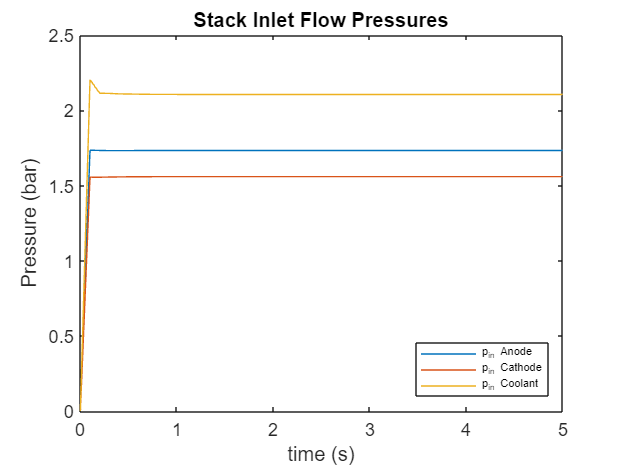 Stack Inlet Flow Pressures
Pressure (bar)
2.5
2
1.5
1
0.5
0
0 1 2 3 4 5
time (s)
p_in Anode
p_in Cathode
p_in Coolant